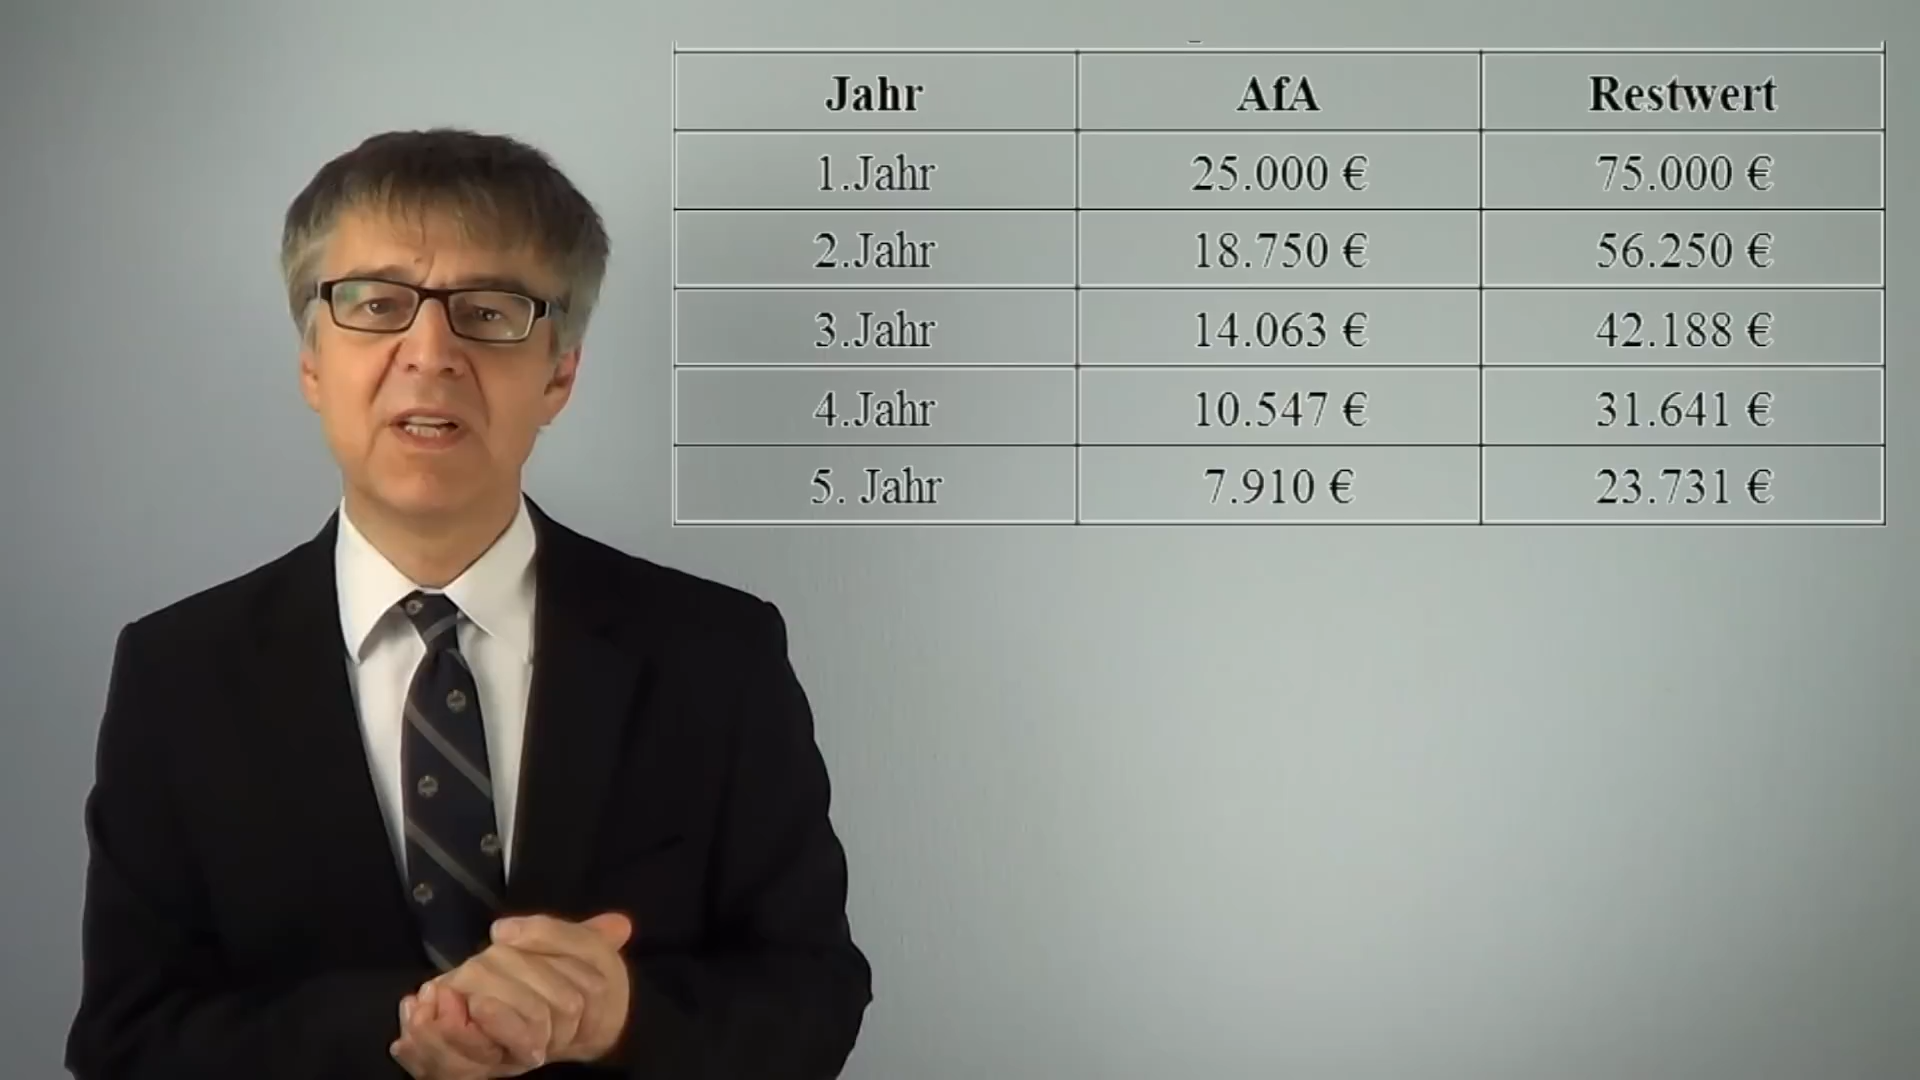 Jahr AfA Restwert
1.Jahr 25.000 € 75.000 €
2.Jahr 18.750 € 56.250 €
3.Jahr 14.063 € 42.188 €
4.Jahr 10.547 € 31.641 €
5. Jahr 7.910 € 23.731 €